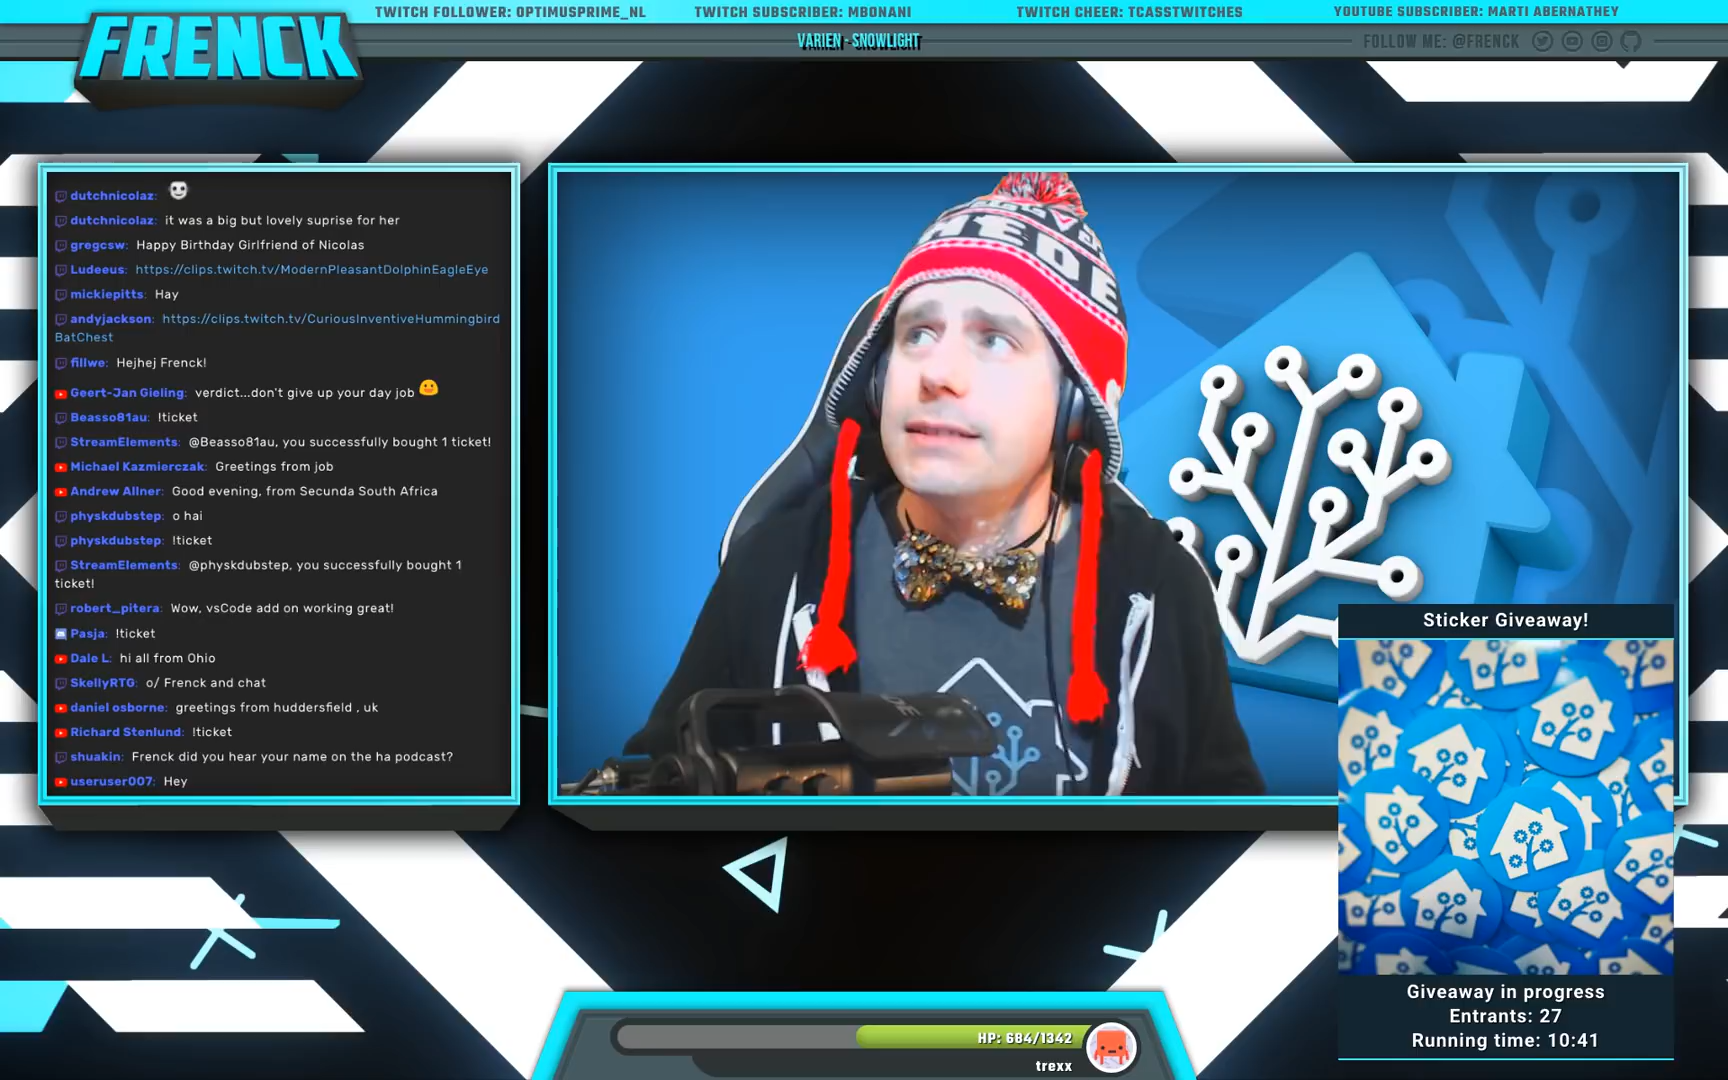 FRENCK
TWITCH FOLLOWER: OPTIMUSPRIME_NL
TWITCH SUBSCRIBER: MBONANI
TWITCH CHEER: TCASSTWITCHES
YOUTUBE SUBSCRIBER: MARTI ABERNATHEY
VARIEN - SNOWLIGHT
FOLLOW ME: @FRENCK
dutchnicolaz:
dutchnicolaz: it was a big but lovely suprise for her
gregcsw: Happy Birthday Girlfriend of Nicolas
Ludeeus: https://clips.twitch.tv/ModernPleasantDolphinEagleEye
mickiepitts: Hay
andyjackson: https://clips.twitch.tv/CuriousInventiveHummingbird
BatChest
fillwe: Hejhej Frenck!
Geert-Jan Gieling: verdict...don't give up your day job
Beasso81au: !ticket
StreamElements: @Beasso81au, you successfully bought 1 ticket!
Michael Kazmierczak: Greetings from job
Andrew Allner: Good evening, from Secunda South Africa
physkdubstep: o hai
physkdubstep: !ticket
StreamElements: @physkdubstep, you successfully bought 1
ticket!
robert_pitera: Wow, vsCode add on working great!
Pasja: !ticket
Dale L: hi all from Ohio
SkellyRTG: o/ Frenck and chat
daniel osborne: greetings from huddersfield , uk
Richard Stenlund: !ticket
shuakin: Frenck did you hear your name on the ha podcast?
useruser007: Hey
Sticker Giveaway!
Giveaway in progress
Entrants: 27
Running time: 10:41
HP: 684/1342
trexx